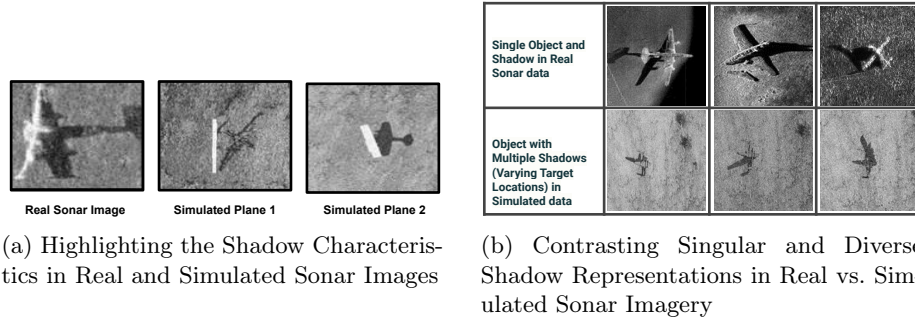 Real Sonar Image
Simulated Plane 1
Simulated Plane 2
(a) Highlighting the Shadow Characteris-
tics in Real and Simulated Sonar Images
Single Object and
Shadow in Real
Sonar data
Object with
Multiple Shadows
(Varying Target
Locations) in
Simulated data
(b) Contrasting Singular and Diverse
Shadow Representations in Real vs. Sim
ulated Sonar Imagery